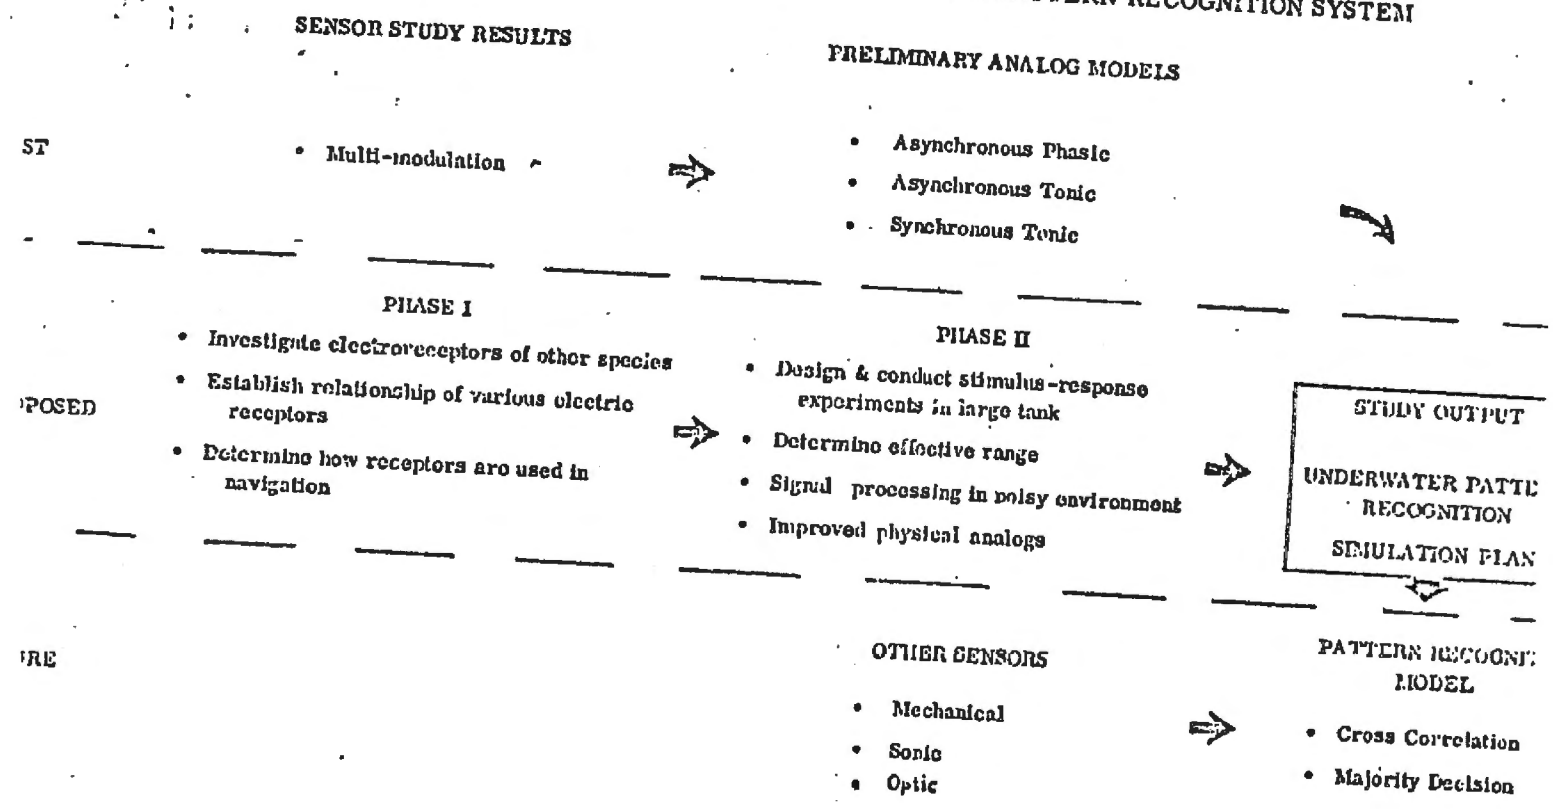 RECOGNITION SYSTEM
SENSOR STUDY RESULTS
PRELIMINARY ANALOG MODELS
ST
• Multi-modulation
• Asynchronous Phasic
• Asynchronous Tonic
• Synchronous Tonic
PHASE I
• Investigate electroreceptors of other species
• Establish relationship of various electric
receptors
• Determine how receptors are used in
navigation
POSED
PHASE II
• Design & conduct stimulus-response
experiments in large tank
• Determine effective range
• Signal processing in noisy environment
• Improved physical analogs
STUDY OUTPUT
UNDERWATER PATTE
RECOGNITION
SIMULATION PLAN
RE
OTHER SENSORS
• Mechanical
• Sonic
• Optic
PATTERN RECOGNI
MODEL
• Cross Correlation
• Majority Decision